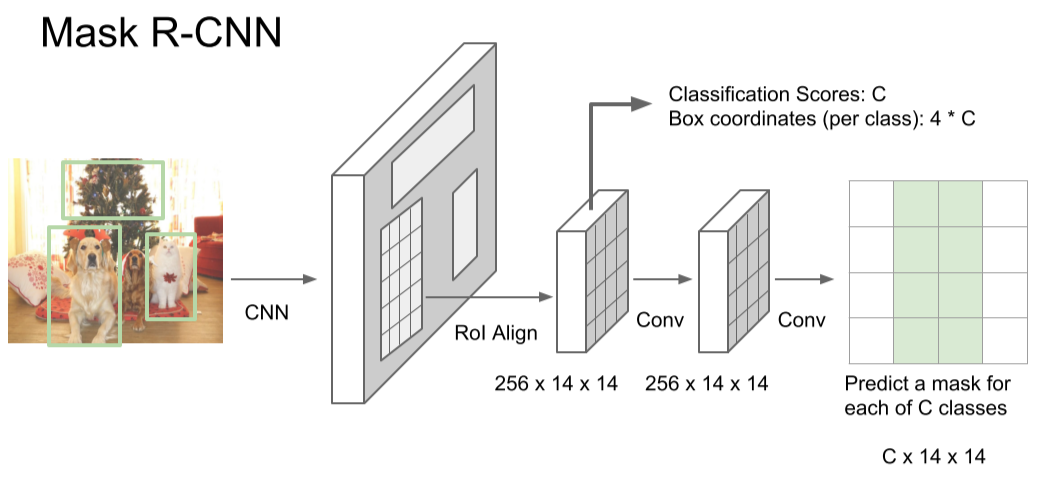 Mask R-CNN
Classification Scores: C
Box coordinates (per class): 4 * C
CNN
RoI Align
Conv
Conv
256 x 14 x 14
256 x 14 x 14
Predict a mask for
each of C classes
C x 14 x 14